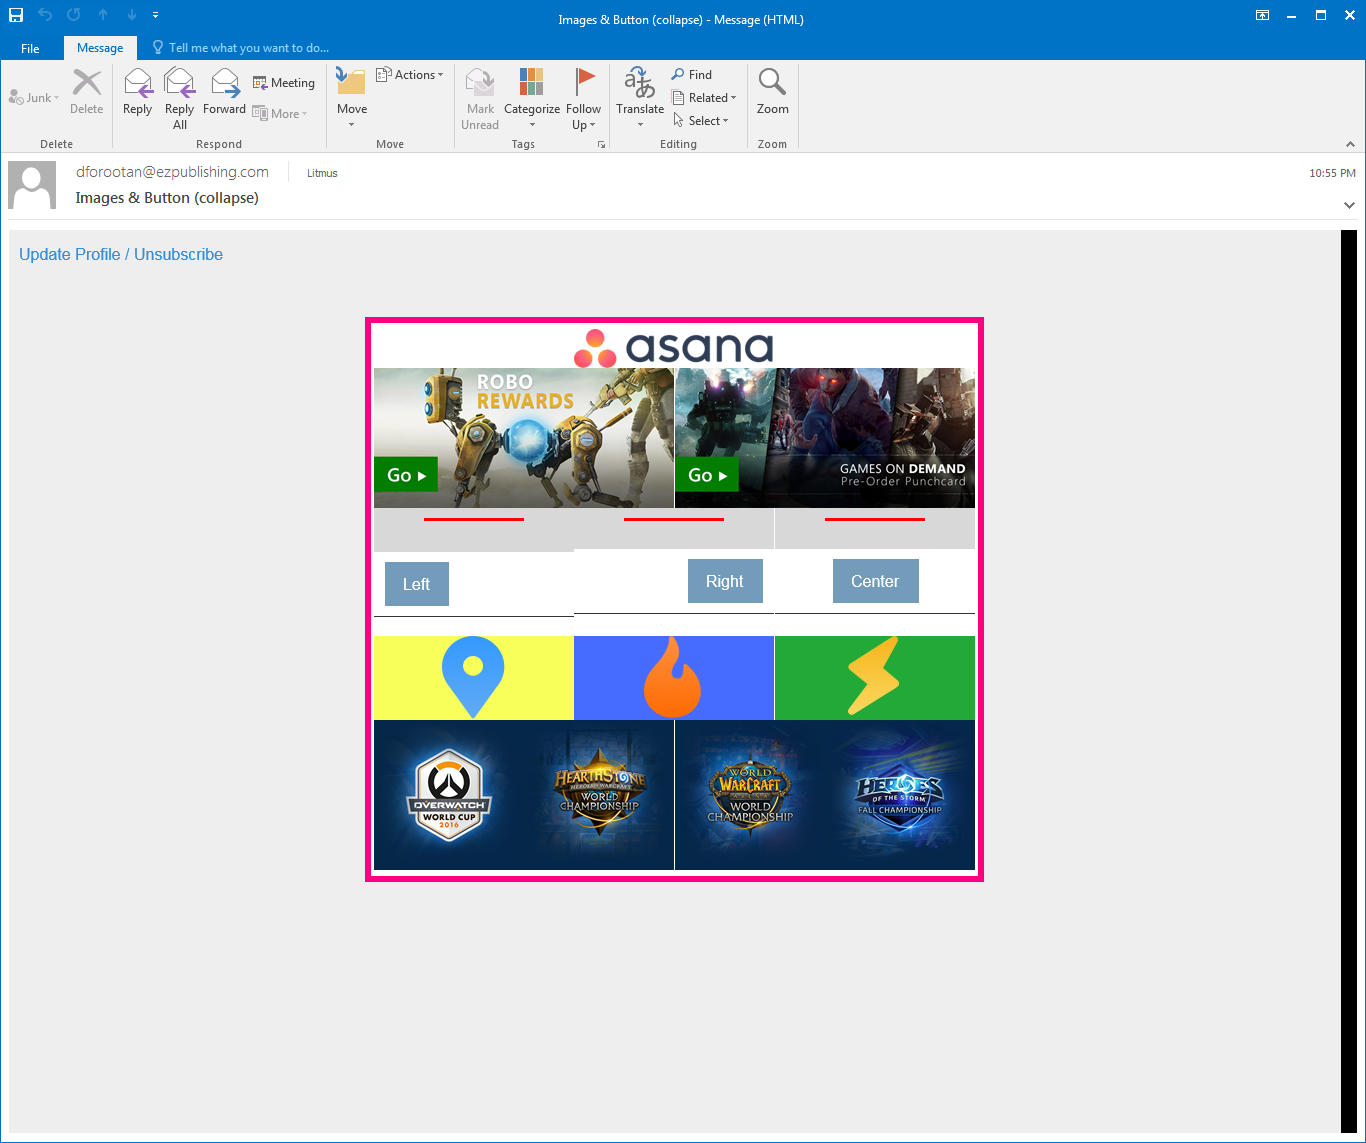 Images & Button (collapse) - Message (HTML)
File
Message
Tell me what you want to do...
Junk
Delete
Reply
Reply All
Forward
Meeting
More
Move
Actions
Mark Unread
Categorize
Follow Up
Translate
Find
Related
Select
Zoom
Delete
Respond
Move
Tags
Editing
Zoom
dforootan@ezpublishing.com
Litmus
10:55 PM
Images & Button (collapse)
Update Profile / Unsubscribe
asana
ROBO
REWARDS
Go
Go
GAMES ON DEMAND
Pre-Order Punchcard
Left
Right
Center
OVERWATCH
WORLD CUP
2016
HEARTHSTONE
HEROES OF WARCRAFT
WORLD
CHAMPIONSHIP
WORLD
WARCRAFT
WORLD
CHAMPIONSHIP
HEROES
OF THE STORM
FALL CHAMPIONSHIP